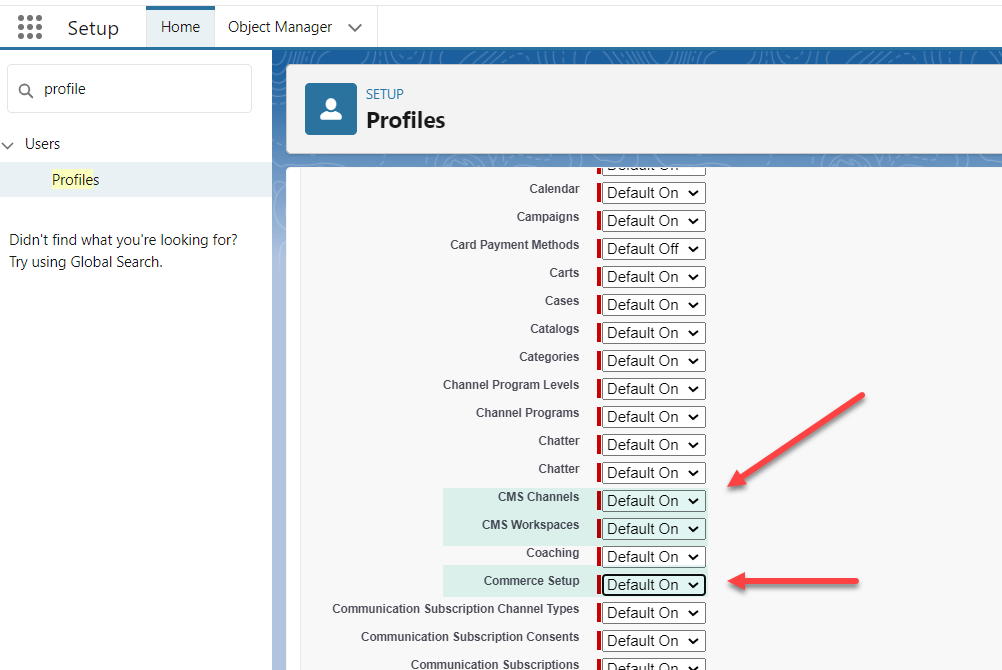 Setup Home Object Manager
profile
Users
Profiles
Didn't find what you're looking for?
Try using Global Search.
SETUP
Profiles
Default On
Calendar Default On
Campaigns Default On
Card Payment Methods Default Off
Carts Default On
Cases Default On
Catalogs Default On
Categories Default On
Channel Program Levels Default On
Channel Programs Default On
Chatter Default On
Chatter Default On
CMS Channels Default On
CMS Workspaces Default On
Coaching Default On
Commerce Setup Default On
Communication Subscription Channel Types Default On
Communication Subscription Consents Default On
Communication Subscriptions Default On